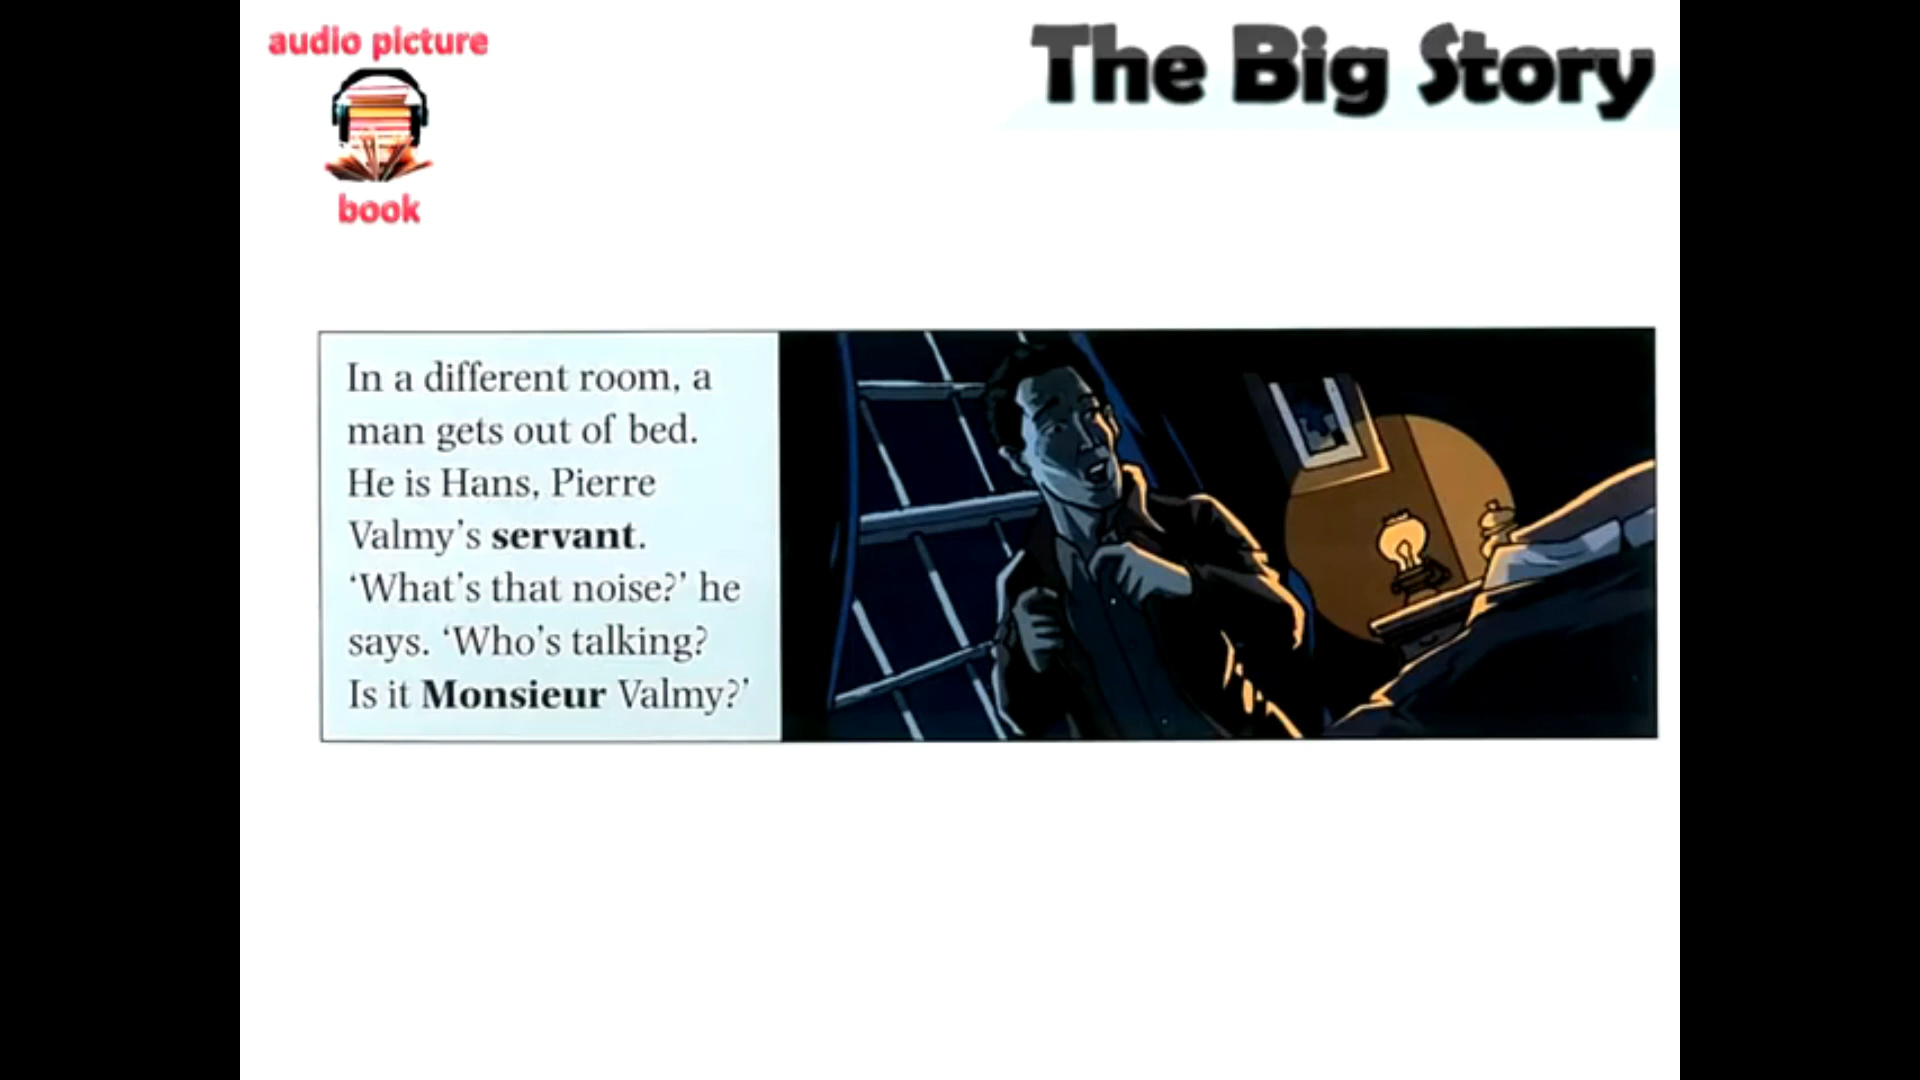 audio picture
book
The Big Story
In a different room, a
man gets out of bed.
He is Hans, Pierre
Valmy’s servant.
‘What’s that noise?’ he
says. ‘Who’s talking?
Is it Monsieur Valmy?’